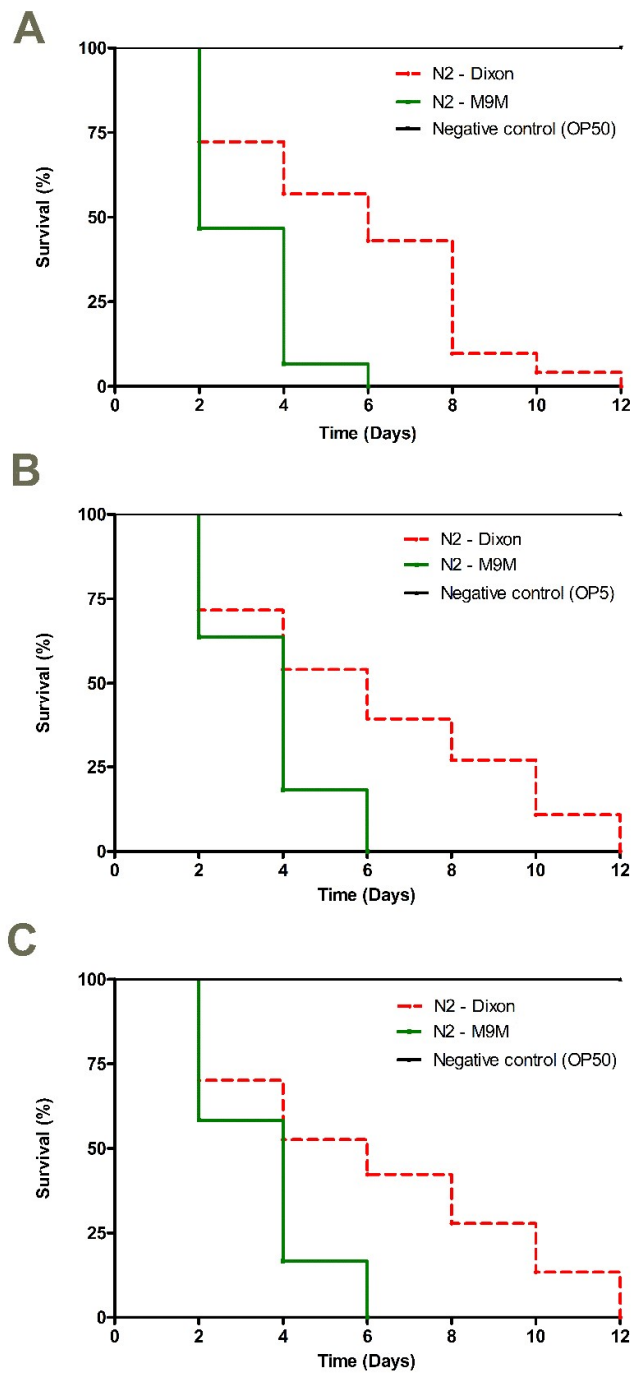 A
100
75
50
25
0
Survival (%)
N2 - Dixon
N2 - M9M
Negative control (OP50)
0 2 4 6 8 10 12
Time (Days)
B
100
75
50
25
0
Survival (%)
N2 - Dixon
N2 - M9M
Negative control (OP5)
0 2 4 6 8 10 12
Time (Days)
C
100
75
50
25
0
Survival (%)
N2 - Dixon
N2 - M9M
Negative control (OP50)
0 2 4 6 8 10 12
Time (Days)